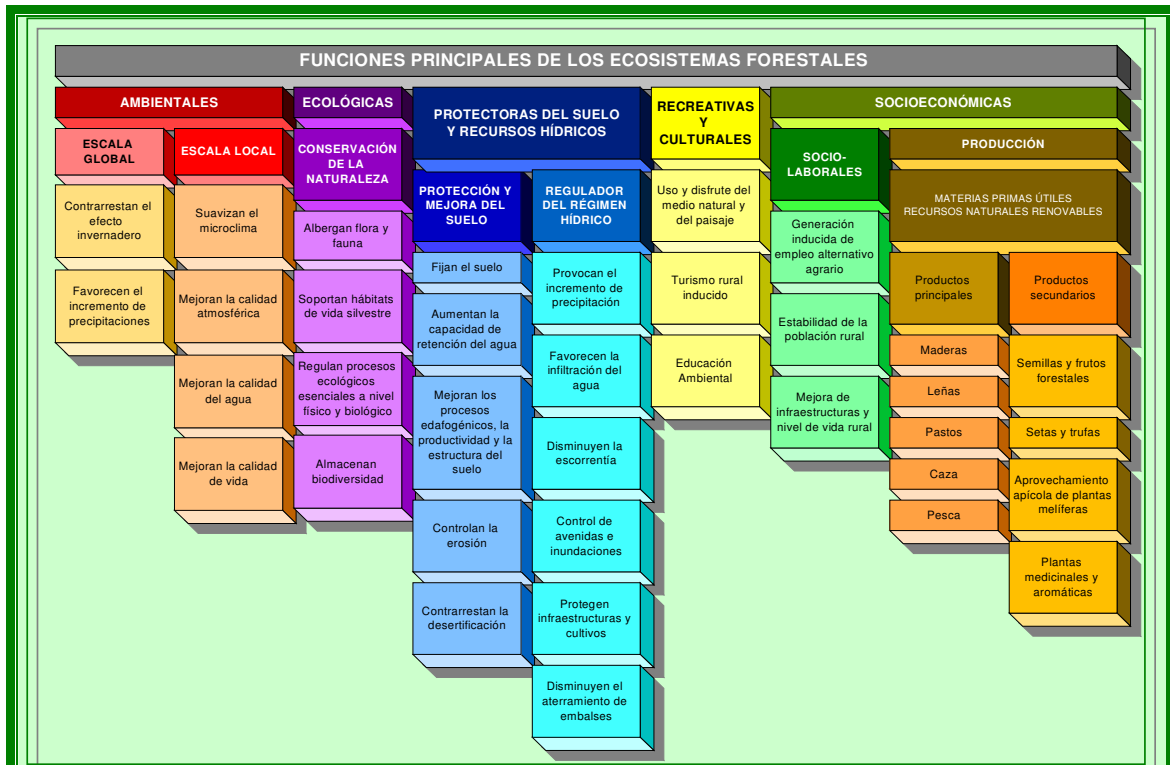 FUNCIONES PRINCIPALES DE LOS ECOSISTEMAS FORESTALES
AMBIENTALES
ESCALA
GLOBAL
Contrarrestan el
efecto
invernadero
Favorecen el
incremento de
precipitaciones
ESCALA LOCAL
Suavizan el
microclima
Mejoran la calidad
atmosférica
Mejoran la calidad
del agua
Mejoran la calidad
de vida
ECOLÓGICAS
CONSERVACIÓN
DE LA
NATURALEZA
Albergan flora y
fauna
Soportan hábitats
de vida silvestre
Regulan procesos
ecológicos
esenciales a nivel
físico y biológico
Almacenan
biodiversidad
PROTECTORAS DEL SUELO
Y RECURSOS HÍDRICOS
PROTECCIÓN Y
MEJORA DEL
SUELO
Fijan el suelo
Aumentan la
capacidad de
retención del agua
Mejoran los
procesos
edafogénicos, la
productividad y la
estructura del
suelo
Controlan la
erosión
Contrarrestan la
desertificación
REGULADOR
DEL RÉGIMEN
HÍDRICO
Provocan el
incremento de
precipitación
Favorecen la
infiltración del
agua
Disminuyen la
escorrentía
Control de
avenidas e
inundaciones
Protegen
infraestructuras y
cultivos
Disminuyen el
aterramiento de
embalses
RECREATIVAS
Y
CULTURALES
Uso y disfrute del
medio natural y
del paisaje
Turismo rural
inducido
Educación
Ambiental
SOCIOECONÓMICAS
SOCIO-
LABORALES
Generación
inducida de
empleo alternativo
agrario
Estabilidad de la
población rural
Mejora de
infraestructuras y
nivel de vida rural
PRODUCCIÓN
MATERIAS PRIMAS ÚTILES
RECURSOS NATURALES RENOVABLES
Productos
principales
Maderas
Leñas
Pastos
Caza
Pesca
Productos
secundarios
Semillas y frutos
forestales
Setas y trufas
Aprovechamiento
apícola de plantas
melíferas
Plantas
medicinales y
aromáticas